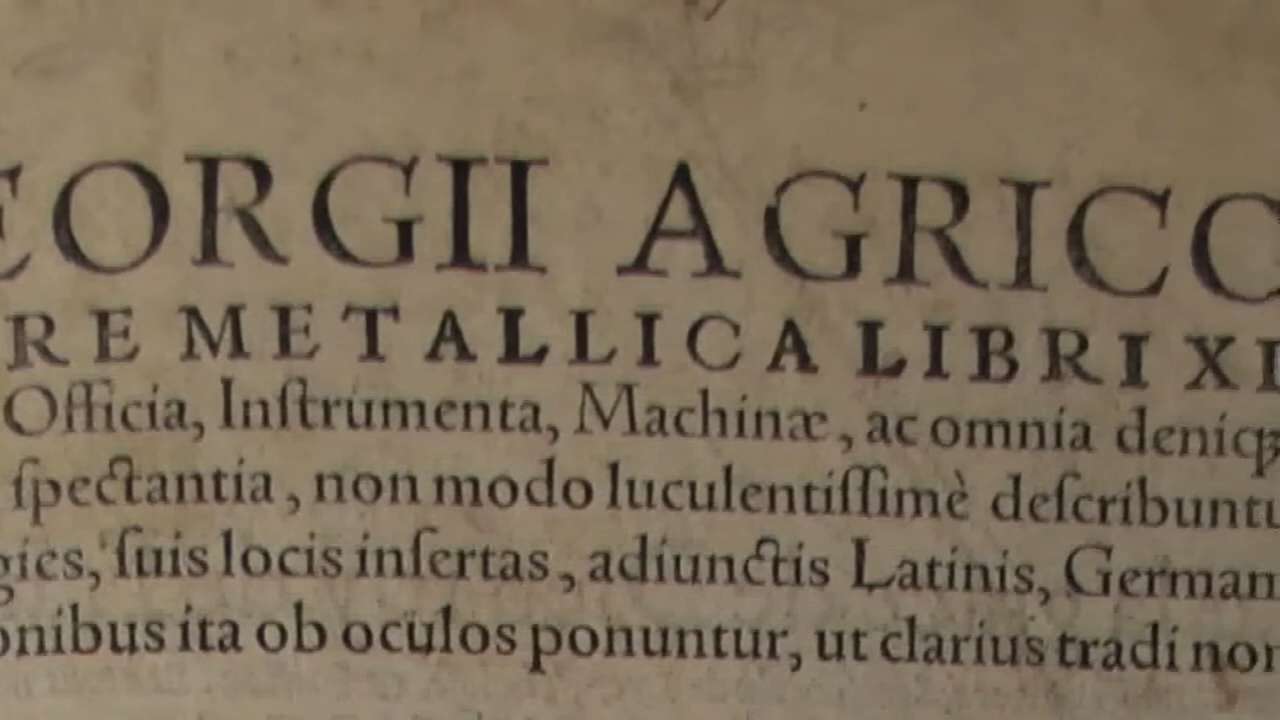 EORGII AGRICO
RE METALLICA LIBRI XI
Officia, Inſtrumenta, Machinæ, ac omnia deniqꝫ
ſpectantia, non modo luculentiſſimè deſcribuntu
gies, ſuis locis inſertas, adiunctis Latinis, German
onibus ita ob oculos ponuntur, ut clarius tradi non